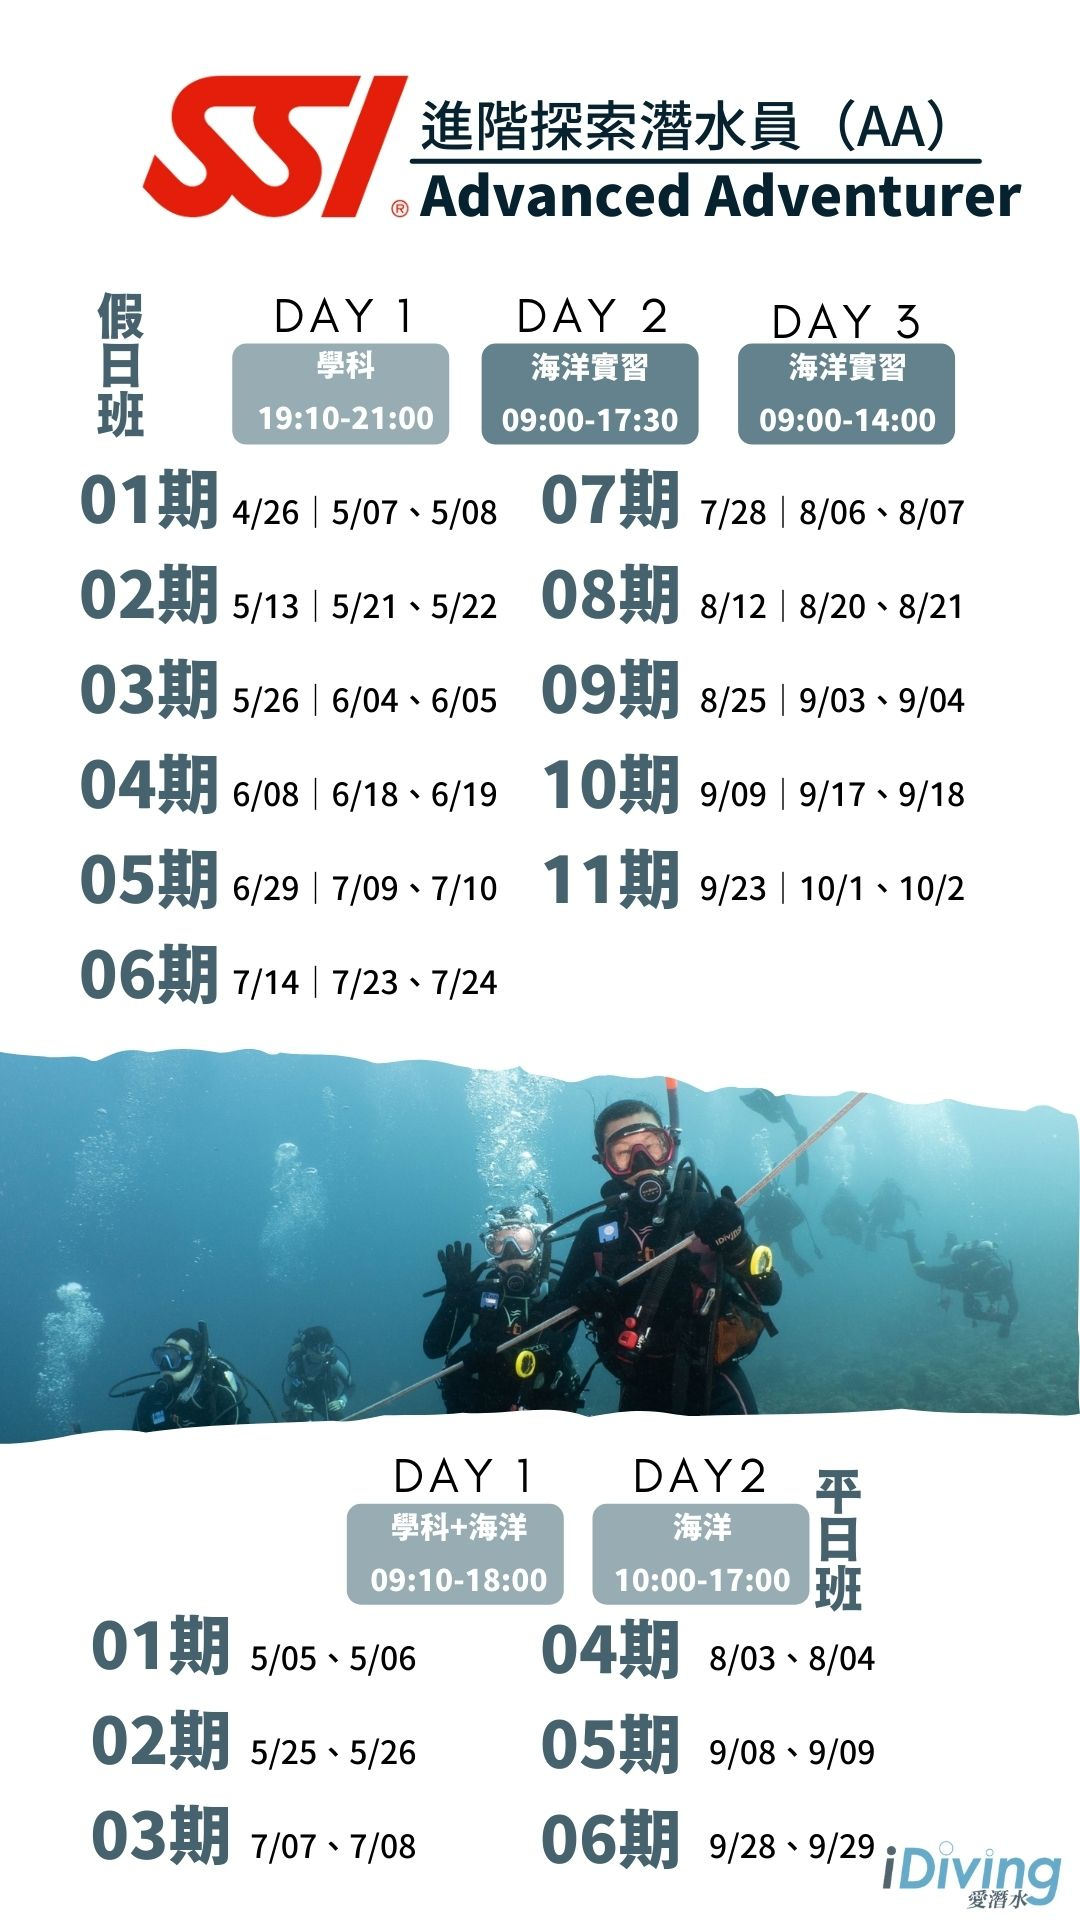 SSI®
進階探索潛水員（AA）
Advanced Adventurer
假日班
DAY 1
學科
19:10-21:00
DAY 2
海洋實習
09:00-17:30
DAY 3
海洋實習
09:00-14:00
01期 4/26｜5/07、5/08
02期 5/13｜5/21、5/22
03期 5/26｜6/04、6/05
04期 6/08｜6/18、6/19
05期 6/29｜7/09、7/10
06期 7/14｜7/23、7/24
07期 7/28｜8/06、8/07
08期 8/12｜8/20、8/21
09期 8/25｜9/03、9/04
10期 9/09｜9/17、9/18
11期 9/23｜10/1、10/2
iDiving
平日班
DAY 1
學科+海洋
09:10-18:00
DAY2
海洋
10:00-17:00
01期 5/05、5/06
02期 5/25、5/26
03期 7/07、7/08
04期 8/03、8/04
05期 9/08、9/09
06期 9/28、9/29
iDiving
愛潛水